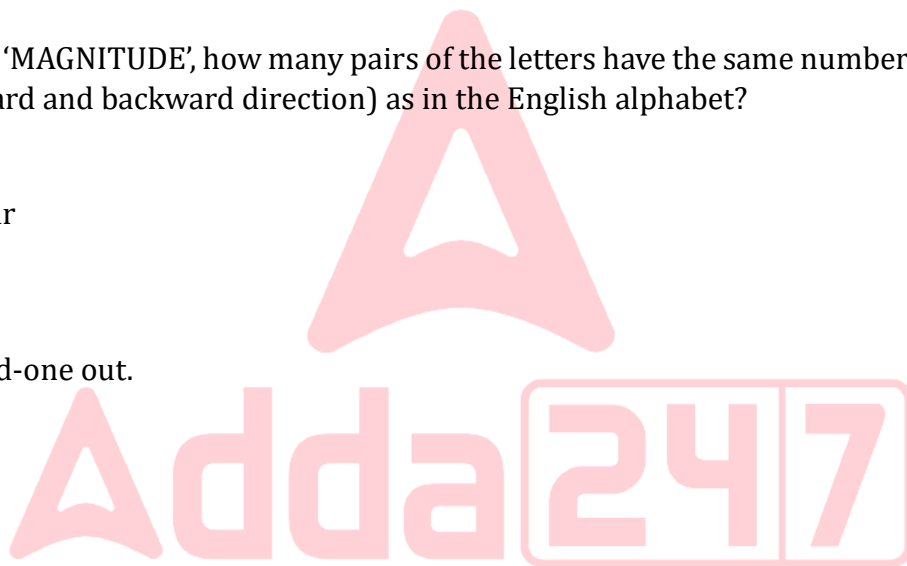 ‘MAGNITUDE’, how many pairs of the letters have the same number
ard and backward direction) as in the English alphabet?
r
d-one out.
Adda247